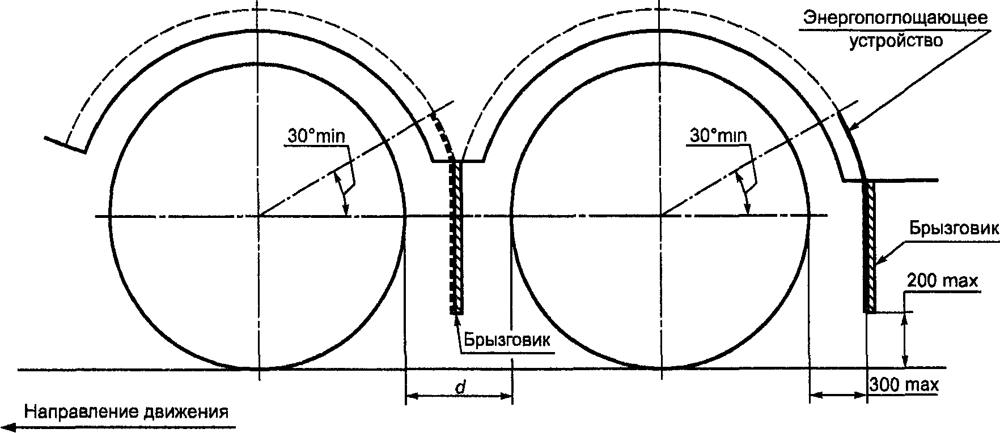 Энергопоглощающее
устройство
30°min
30°min
Брызговик
200 max
Брызговик
d
300 max
Направление движения